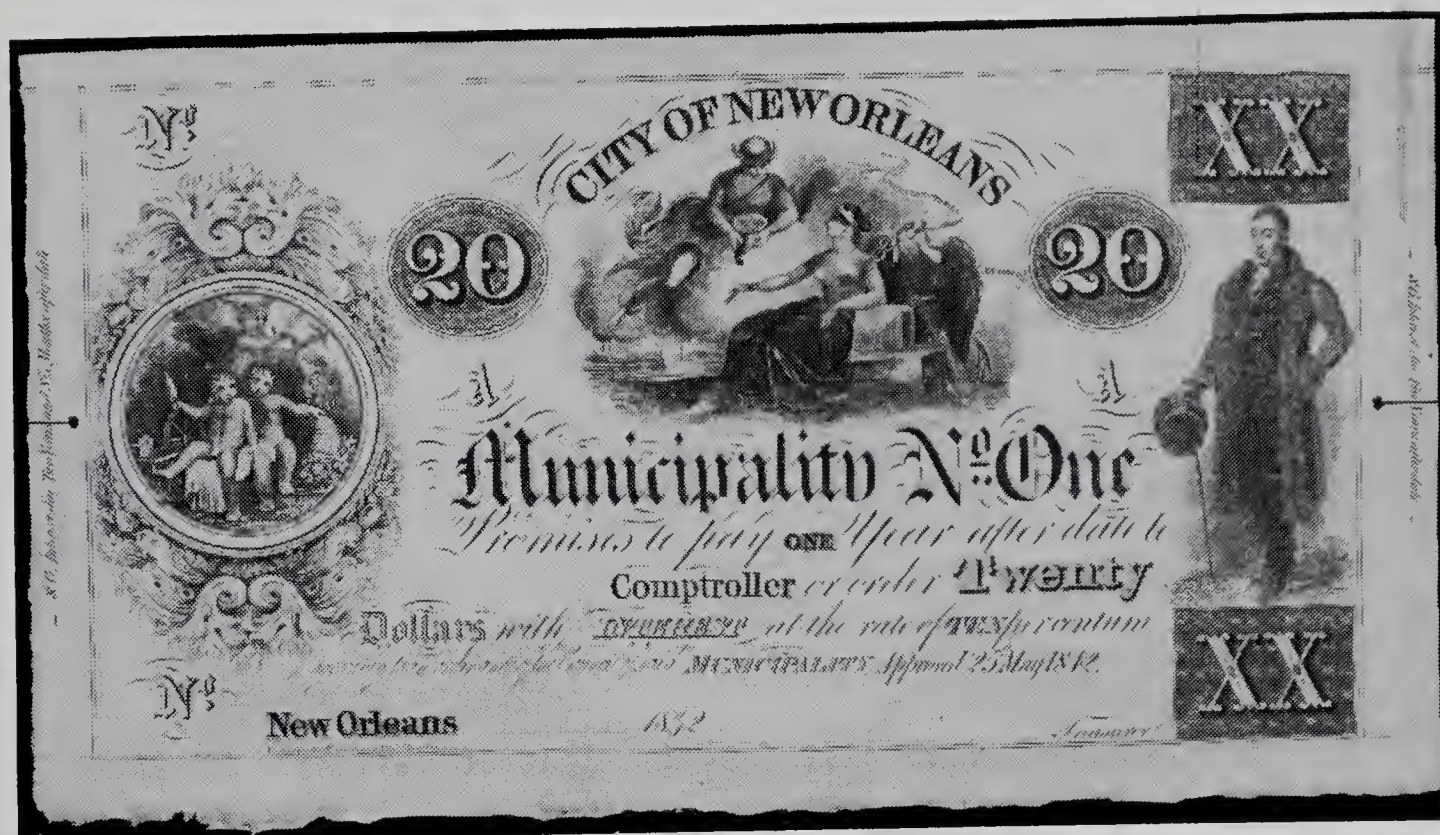 Nº
XX
CITY OF NEW ORLEANS
20
20
A
A
Municipality Nº One
Promises to pay ONE Year after date to
Comptroller or order Twenty
Dollars with INTEREST at the rate of TEN per centum
MUNICIPALITY Approved 25 May 1842
Nº
New Orleans 1842
Treasurer
XX